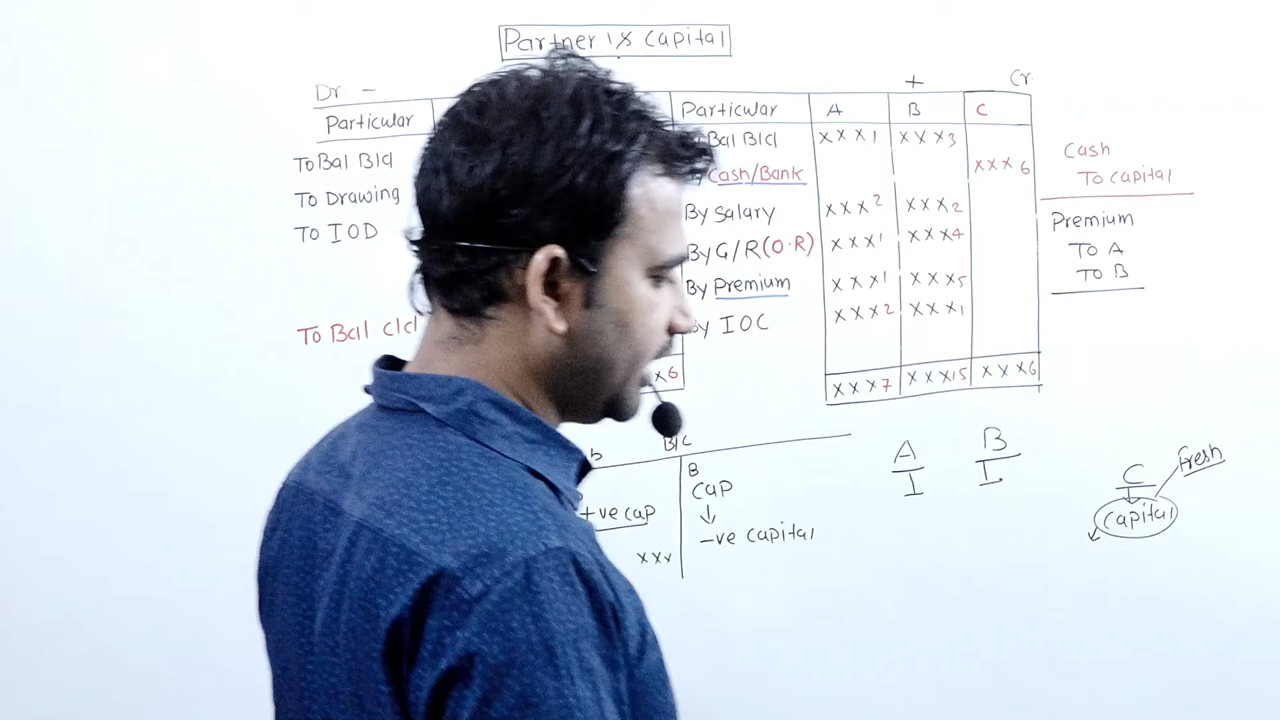 Partner's Capital
Dr - + Cr
Particular Particular A B C
To Bal B/d Bal B/d xxx1 xxx3
Cash/Bank xxx6
To Drawing By Salary xxx2 xxx2
To IOD By G/R(O.R) xxx1 xxx4
By Premium xxx1 xxx5
By IOC xxx2 xxx1
To Bal c/d
x6 xxx7 xxx15 xxx6
Cash
To capital
Premium
To A
To B
b B/C
B
+ve cap Cap
↓
-ve capital
xxx
A B
I I
C Fresh
capital